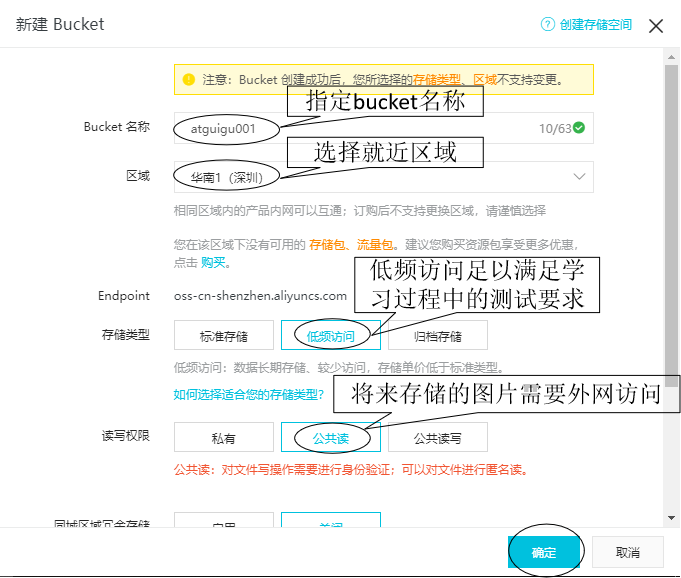 新建 Bucket
创建存储空间
注意：Bucket 创建成功后，您所选择的存储类型、区域不支持变更。
指定bucket名称
Bucket 名称
atguigu001
10/63
选择就近区域
区域
华南1（深圳）
相同区域内的产品内网可以互通；订购后不支持更换区域，请谨慎选择
您在该区域下没有可用的 存储包、流量包。建议您购买资源包享受更多优惠，
点击 购买。
低频访问足以满足学
习过程中的测试要求
Endpoint
oss-cn-shenzhen.aliyuncs.com
存储类型
标准存储
低频访问
归档存储
低频访问：数据长期存储、较少访问，存储单价低于标准类型。
如何选择适合您的存储类型？
将来存储的图片需要外网访问
读写权限
私有
公共读
公共读写
公共读：对文件写操作需要进行身份验证；可以对文件进行匿名读。
同城区域冗余存储
启用
关闭
确定
取消